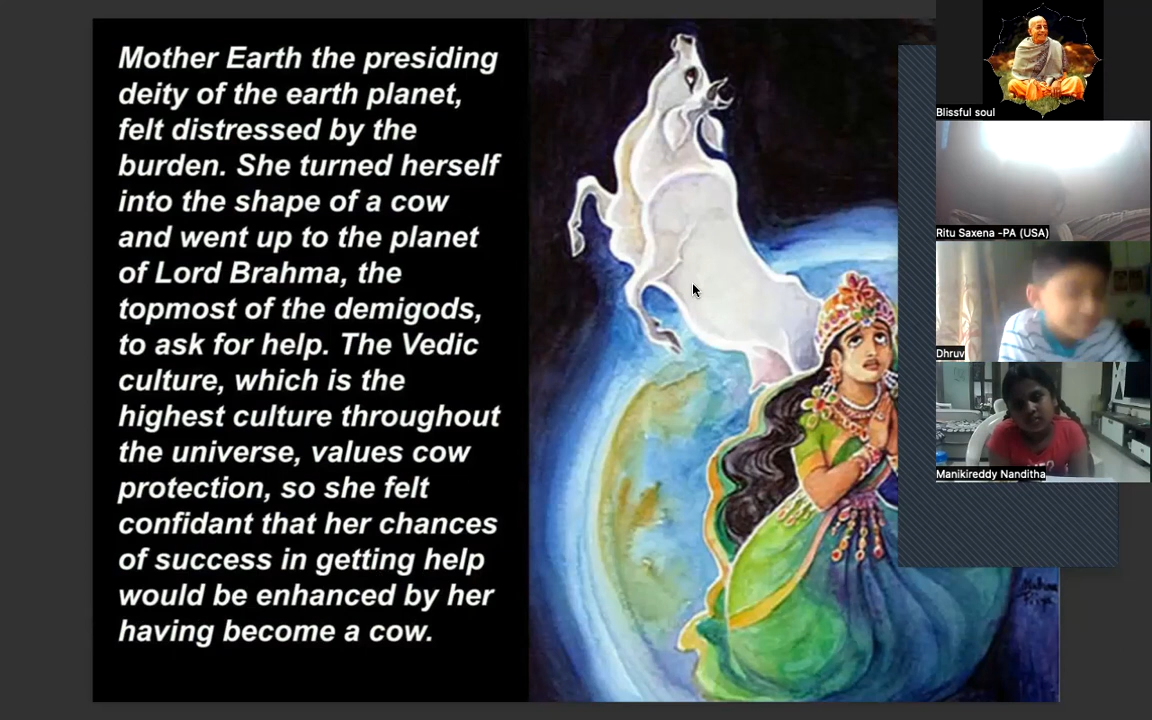 Mother Earth the presiding
deity of the earth planet,
felt distressed by the
burden. She turned herself
into the shape of a cow
and went up to the planet
of Lord Brahma, the
topmost of the demigods,
to ask for help. The Vedic
culture, which is the
highest culture throughout
the universe, values cow
protection, so she felt
confidant that her chances
of success in getting help
would be enhanced by her
having become a cow.
Blissful soul
Ritu Saxena -PA (USA)
Dhruv
Manikireddy Nanditha